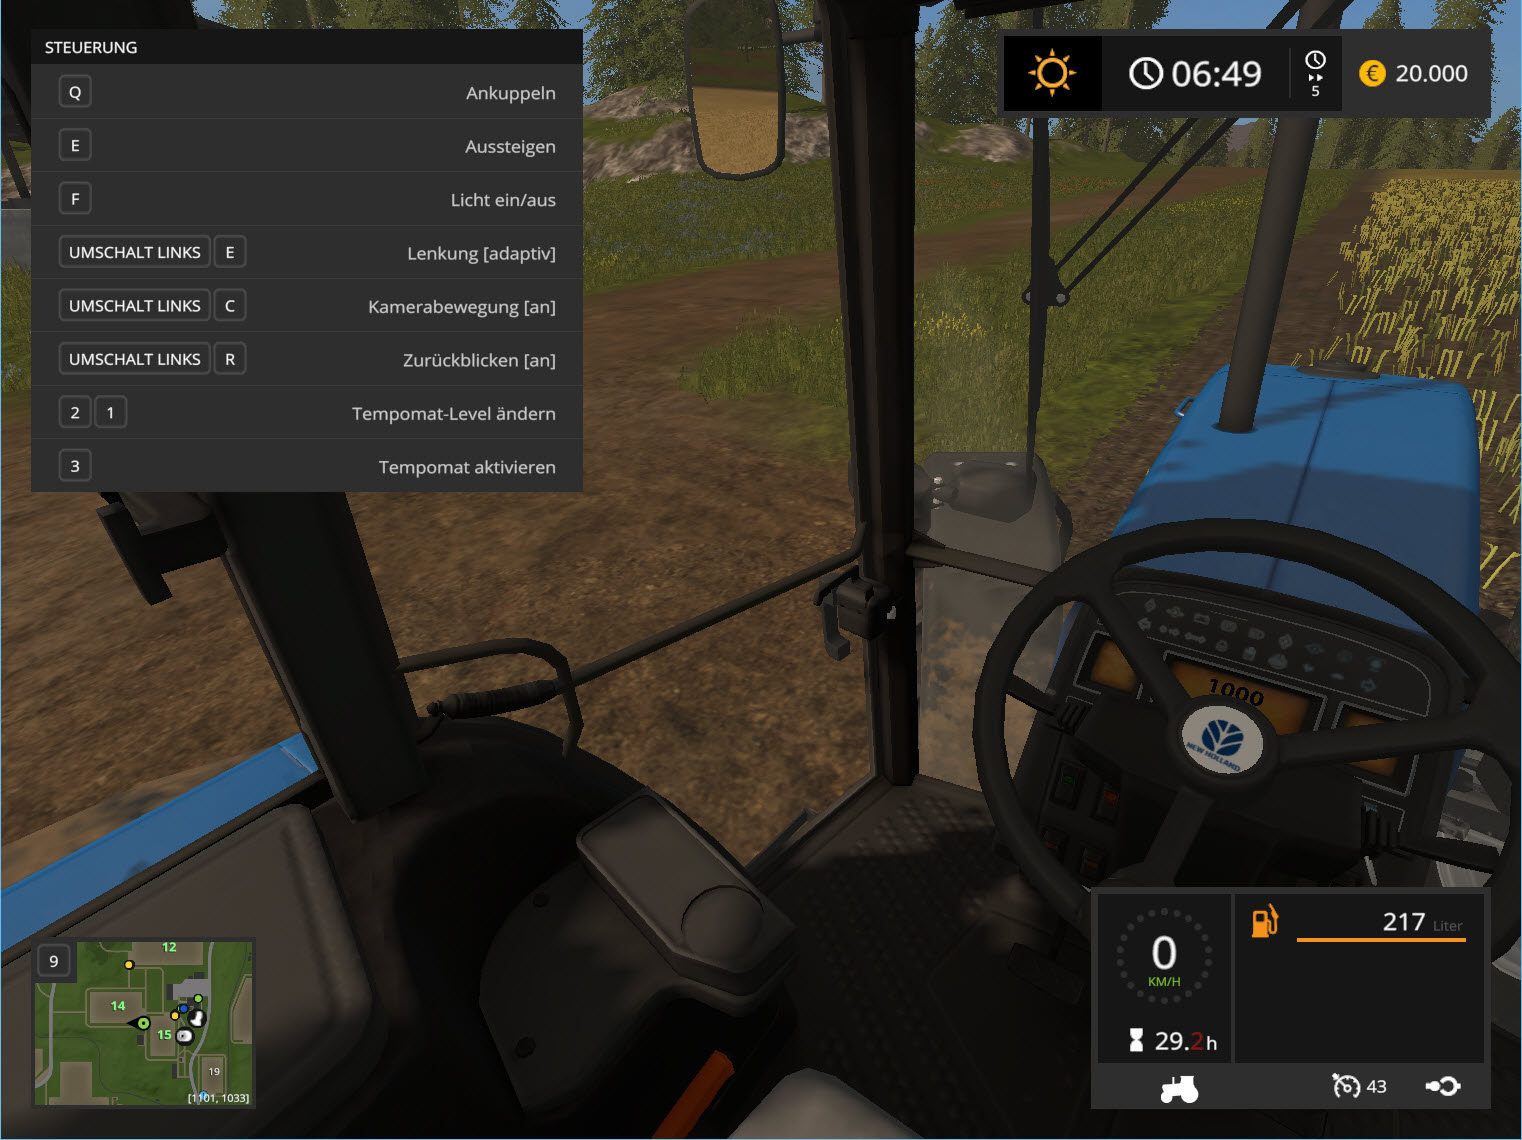 STEUERUNG
Q Ankuppeln
E Aussteigen
F Licht ein/aus
UMSCHALT LINKS E Lenkung [adaptiv]
UMSCHALT LINKS C Kamerabewegung [an]
UMSCHALT LINKS R Zurückblicken [an]
2 1 Tempomat-Level ändern
3 Tempomat aktivieren
06:49 5 € 20.000
1000
NEW HOLLAND
9
12
14
15
19
[1101, 1033]
0
KM/H
29.2h
217 Liter
43